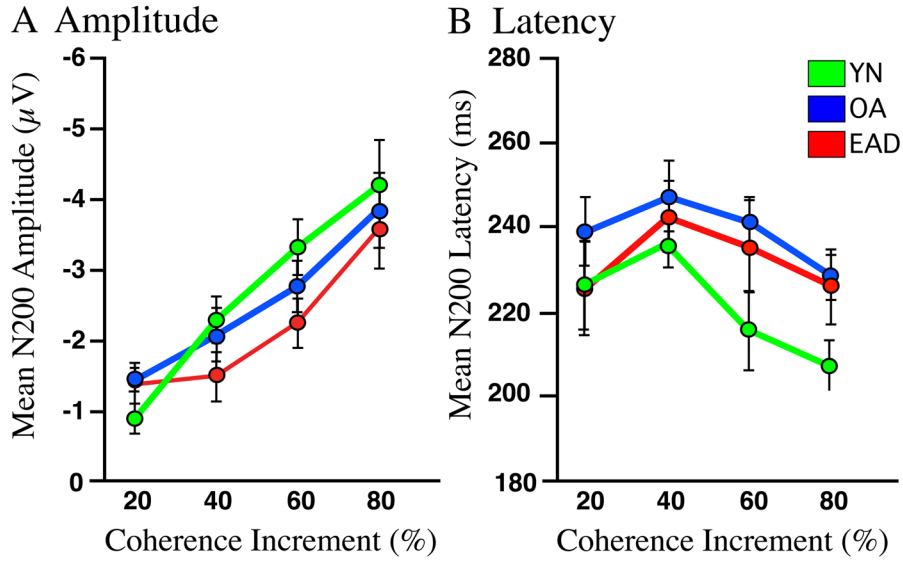 A Amplitude
Mean N200 Amplitude (µV)
-6
-5
-4
-3
-2
-1
0
20 40 60 80
Coherence Increment (%)
B Latency
Mean N200 Latency (ms)
280
260
240
220
200
180
20 40 60 80
Coherence Increment (%)
YN
OA
EAD